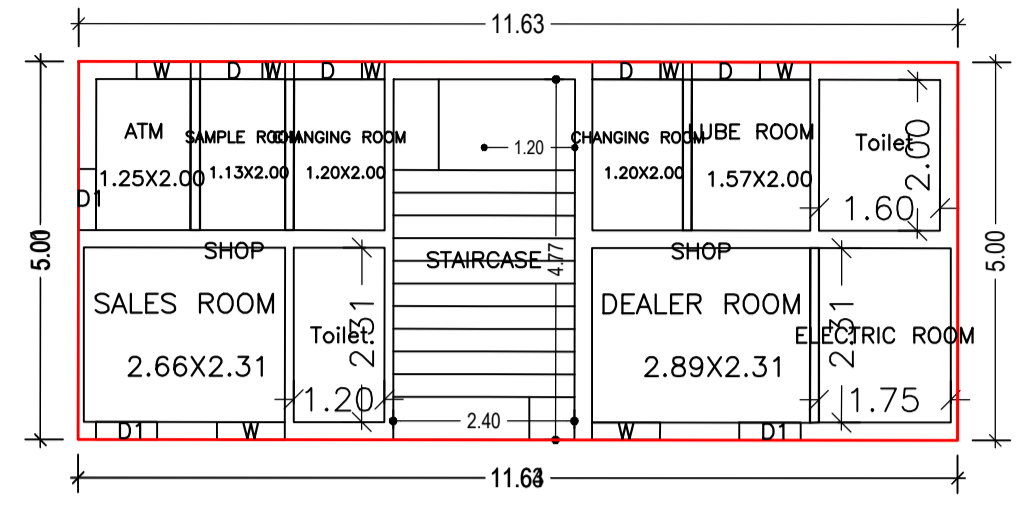 11.63
W D W D W D W D W
ATM SAMPLE ROOM CHANGING ROOM CHANGING ROOM LUBE ROOM Toilet
1.25X2.00 1.13X2.00 1.20X2.00 1.20 1.20X2.00 1.57X2.00 2.00
D1 1.60
5.00 SHOP STAIRCASE 4.77 SHOP 5.00
SALES ROOM Toilet 2.31 DEALER ROOM 2.31 ELECTRIC ROOM
2.66X2.31 1.20 2.40 2.89X2.31 1.75
D1 W W D1